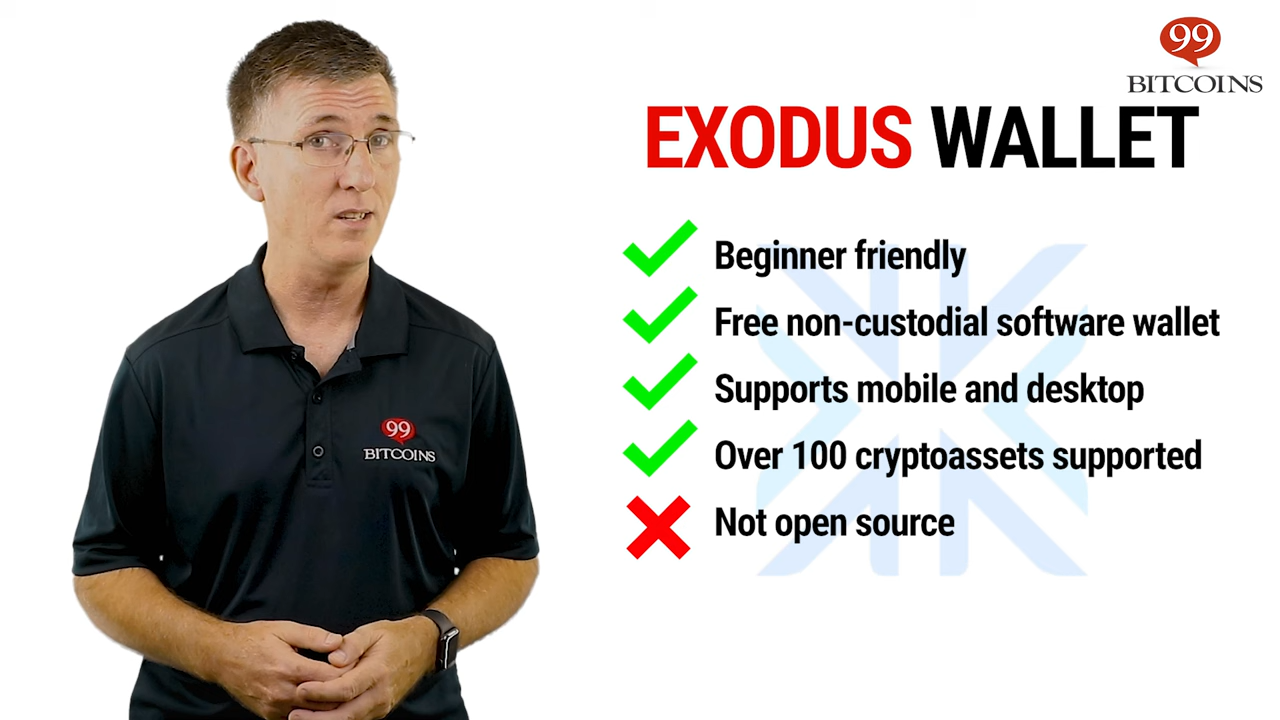 99
BITCOINS
EXODUS WALLET
Beginner friendly
Free non-custodial software wallet
Supports mobile and desktop
Over 100 cryptoassets supported
Not open source
99
BITCOINS